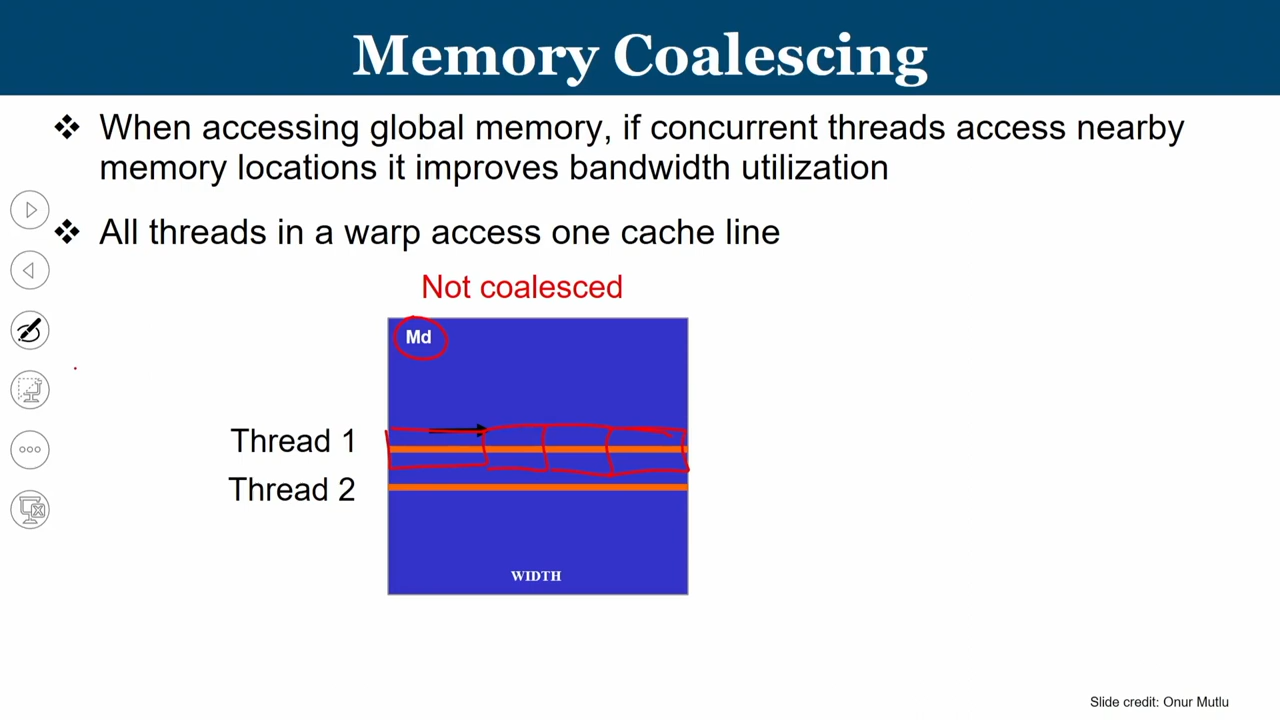 Memory Coalescing
❖ When accessing global memory, if concurrent threads access nearby
memory locations it improves bandwidth utilization
❖ All threads in a warp access one cache line
Not coalesced
Md
Thread 1
Thread 2
WIDTH
Slide credit: Onur Mutlu